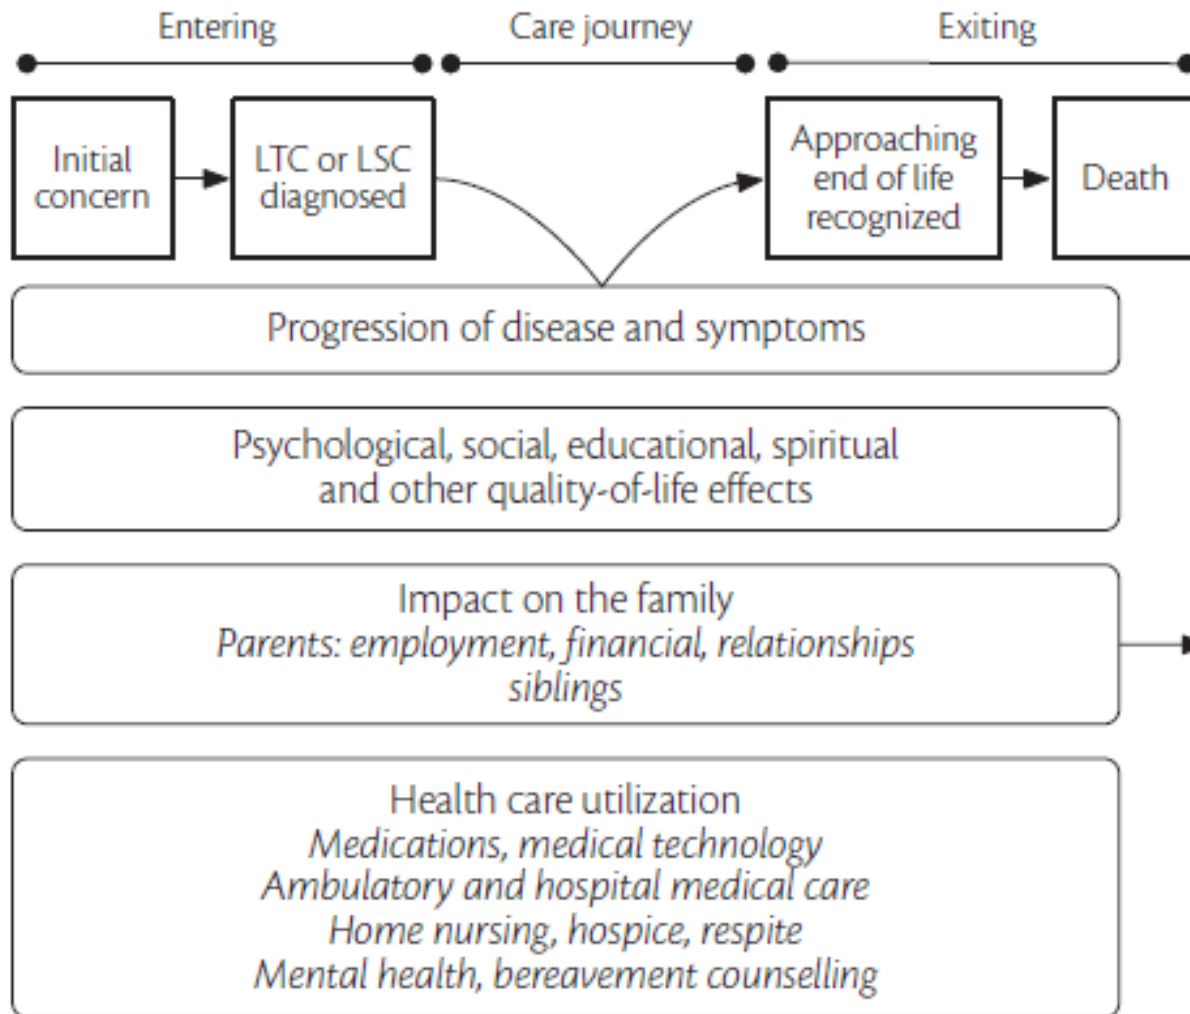 Entering
Care journey
Exiting
Initial
concern
LTC or LSC
diagnosed
Approaching
end of life
recognized
Death
Progression of disease and symptoms
Psychological, social, educational, spiritual
and other quality-of-life effects
Impact on the family
Parents: employment, financial, relationships
siblings
Health care utilization
Medications, medical technology
Ambulatory and hospital medical care
Home nursing, hospice, respite
Mental health, bereavement counselling